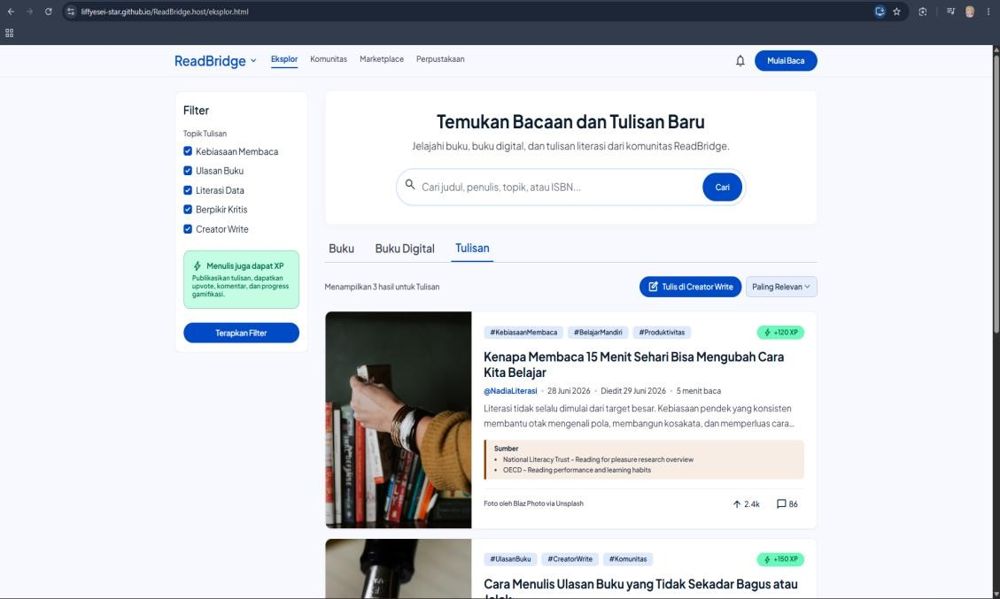 liffyesei-star.github.io/ReadBridge.host/eksplor.html
ReadBridge
Eksplor
Komunitas
Marketplace
Perpustakaan
Mulai Baca
Filter
Topik Tulisan
Kebiasaan Membaca
Ulasan Buku
Literasi Data
Berpikir Kritis
Creator Write
Menulis juga dapat XP
Publikasikan tulisan, dapatkan
upvote, komentar, dan progress
gamifikasi.
Terapkan Filter
Temukan Bacaan dan Tulisan Baru
Jelajahi buku, buku digital, dan tulisan literasi dari komunitas ReadBridge.
Cari judul, penulis, topik, atau ISBN...
Cari
Buku
Buku Digital
Tulisan
Menampilkan 3 hasil untuk Tulisan
Tulis di Creator Write
Paling Relevan
#KebiasaanMembaca
#BelajarMandiri
#Produktivitas
+120 XP
Kenapa Membaca 15 Menit Sehari Bisa Mengubah Cara
Kita Belajar
@NadiaLiterasi • 28 Juni 2026 • Diedit 29 Juni 2026 • 5 menit baca
Literasi tidak selalu dimulai dari target besar. Kebiasaan pendek yang konsisten
membantu otak mengenali pola, membangun kosakata, dan memperluas cara...
Sumber
• National Literacy Trust - Reading for pleasure research overview
• OECD - Reading performance and learning habits
Foto oleh Blaz Photo via Unsplash
2.4k
86
#UlasanBuku
#CreatorWrite
#Komunitas
+150 XP
Cara Menulis Ulasan Buku yang Tidak Sekadar Bagus atau